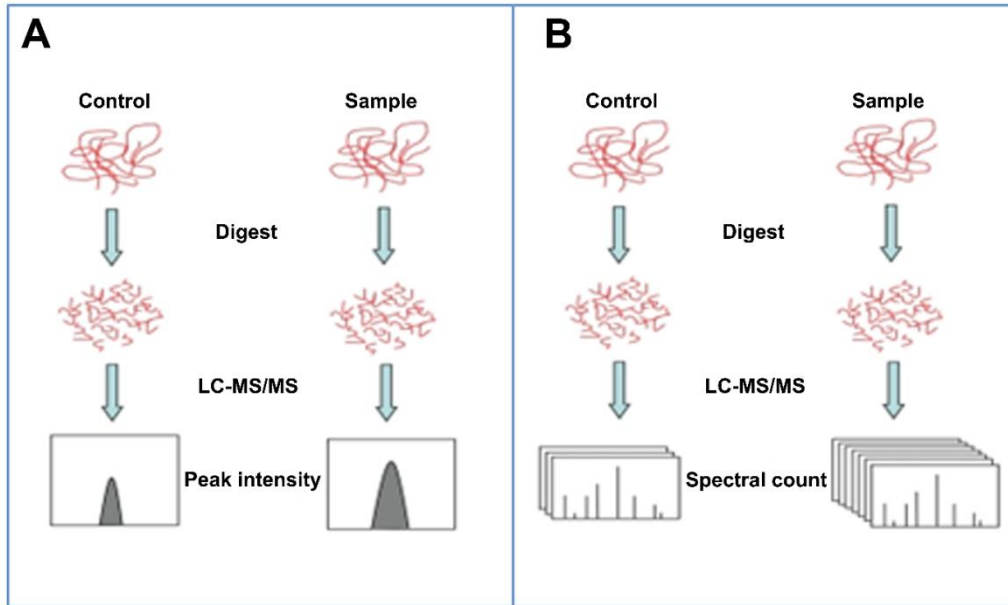 A
Control
Sample
Digest
LC-MS/MS
Peak intensity
B
Control
Sample
Digest
LC-MS/MS
Spectral count